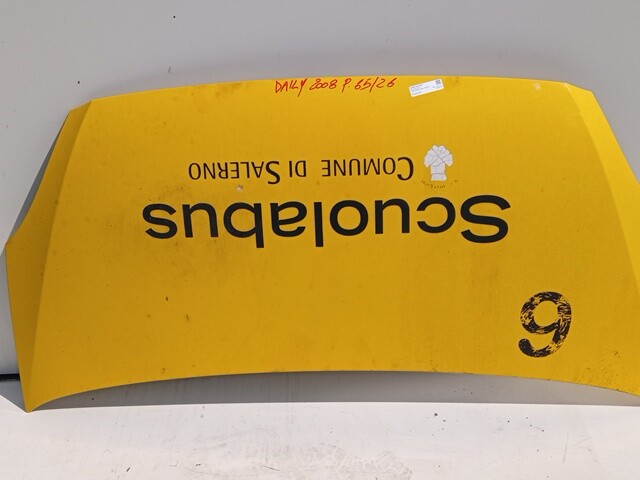 DAILY 2008 P.65/26
COMUNE DI SALERNO
Scuolabus
9